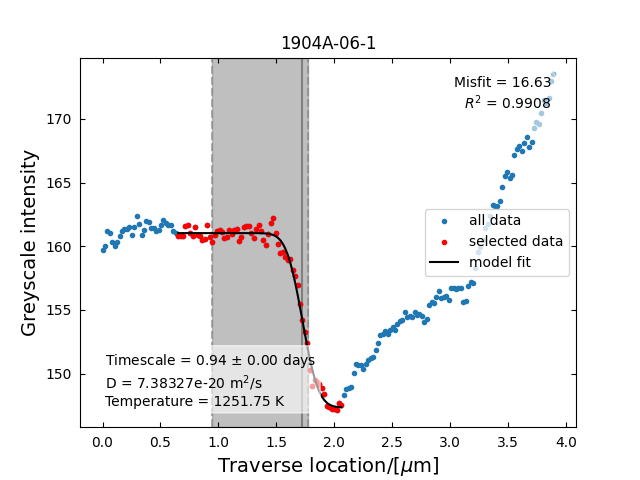 1904A-06-1
Misfit = 16.63
R² = 0.9908
Greyscale intensity
170
165
160
155
150
all data
selected data
model fit
Timescale = 0.94 ± 0.00 days
D = 7.38327e-20 m²/s
Temperature = 1251.75 K
0.0 0.5 1.0 1.5 2.0 2.5 3.0 3.5 4.0
Traverse location/[μm]